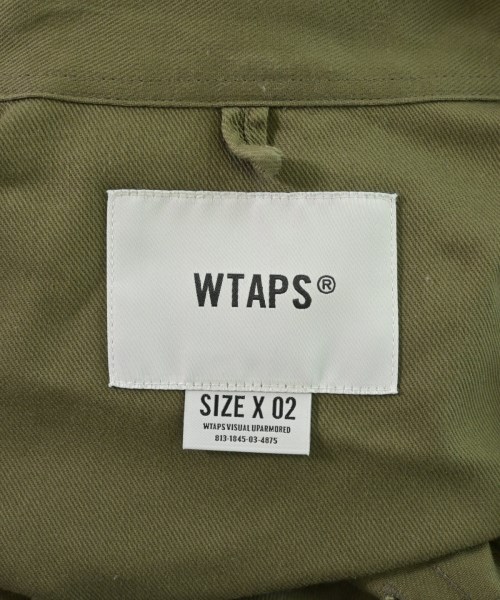 WTAPS®
SIZE X 02
WTAPS VISUAL UPARMORED
813-1045-03-4875